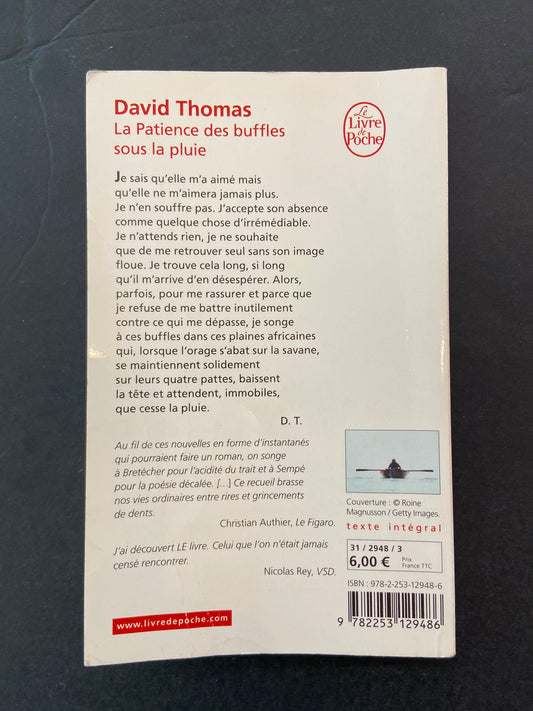 David Thomas
La Patience des buffles
sous la pluie
Le
Livre
de
Poche
Je sais qu'elle m'a aimé mais
qu'elle ne m'aimera jamais plus.
Je n'en souffre pas. J'accepte son absence
comme quelque chose d'irrémédiable.
Je n'attends rien, je ne souhaite
que de me retrouver seul sans son image
floue. Je trouve cela long, si long
qu'il m'arrive d'en désespérer. Alors,
parfois, pour me rassurer et parce que
je refuse de me battre inutilement
contre ce qui me dépasse, je songe
à ces buffles dans ces plaines africaines
qui, lorsque l'orage s'abat sur la savane,
se maintiennent solidement
sur leurs quatre pattes, baissent
la tête et attendent, immobiles,
que cesse la pluie.
D. T.
Au fil de ces nouvelles en forme d'instantanés
qui pourraient faire un roman, on songe
à Bretécher pour l'acidité du trait et à Sempé
pour la poésie décalée. […] Ce recueil brasse
nos vies ordinaires entre rires et grincements
de dents.
Christian Authier, Le Figaro.
J'ai découvert LE livre. Celui que l'on n'était jamais
censé rencontrer.
Nicolas Rey, VSD.
www.livredepoche.com
Couverture : © Roine
Magnusson / Getty Images.
texte intégral
31 / 2948 / 3
6,00 € Prix
France TTC
ISBN : 978-2-253-12948-6
9 782253 129486